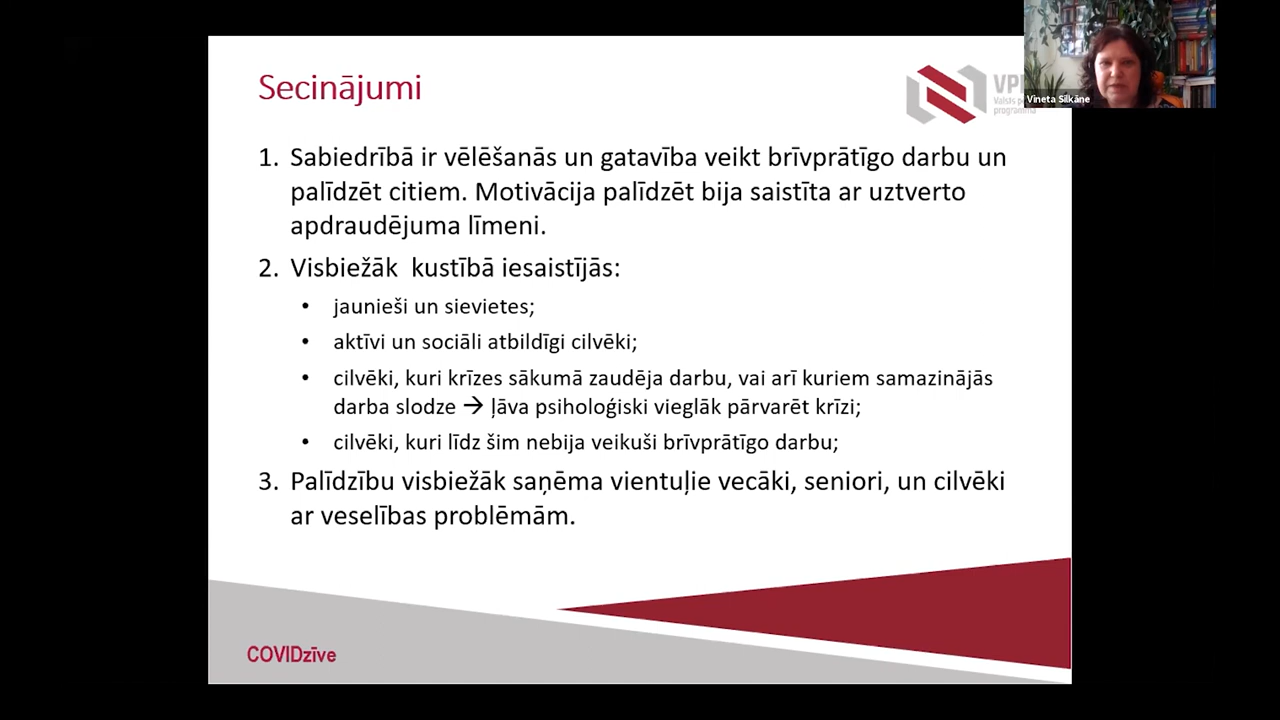 Secinājumi
VPP
Valsts
programma
Vineta Silkāne
1. Sabiedrībā ir vēlēšanās un gatavība veikt brīvprātīgo darbu un
palīdzēt citiem. Motivācija palīdzēt bija saistīta ar uztverto
apdraudējuma līmeni.
2. Visbiežāk kustībā iesaistījās:
• jaunieši un sievietes;
• aktīvi un sociāli atbildīgi cilvēki;
• cilvēki, kuri krīzes sākumā zaudēja darbu, vai arī kuriem samazinājās
darba slodze → ļāva psiholoģiski vieglāk pārvarēt krīzi;
• cilvēki, kuri līdz šim nebija veikuši brīvprātīgo darbu;
3. Palīdzību visbiežāk saņēma vientuļie vecāki, seniori, un cilvēki
ar veselības problēmām.
COVIDzīve